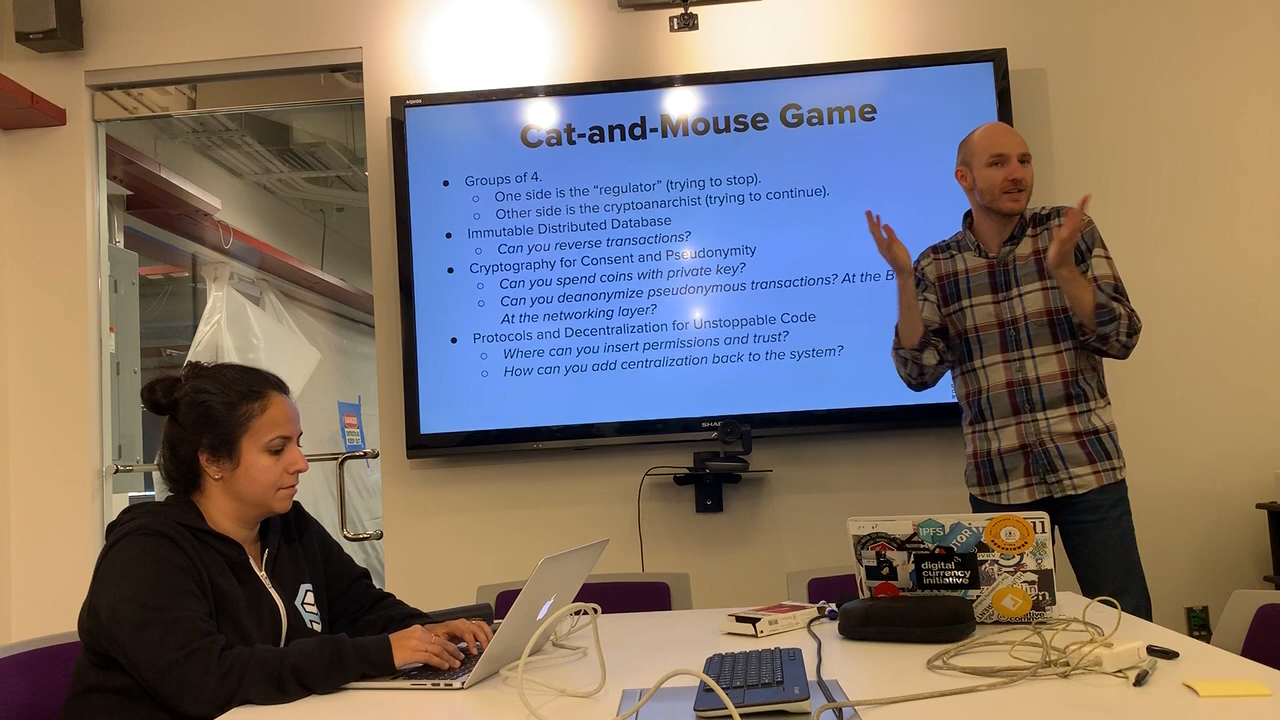 AQUOS
Cat-and-Mouse Game
Groups of 4.
One side is the “regulator” (trying to stop).
Other side is the cryptoanarchist (trying to continue).
Immutable Distributed Database
Can you reverse transactions?
Cryptography for Consent and Pseudonymity
Can you spend coins with private key?
Can you deanonymize pseudonymous transactions? At the B
At the networking layer?
Protocols and Decentralization for Unstoppable Code
Where can you insert permissions and trust?
How can you add centralization back to the system?
IPFS
digital
currency
initiative